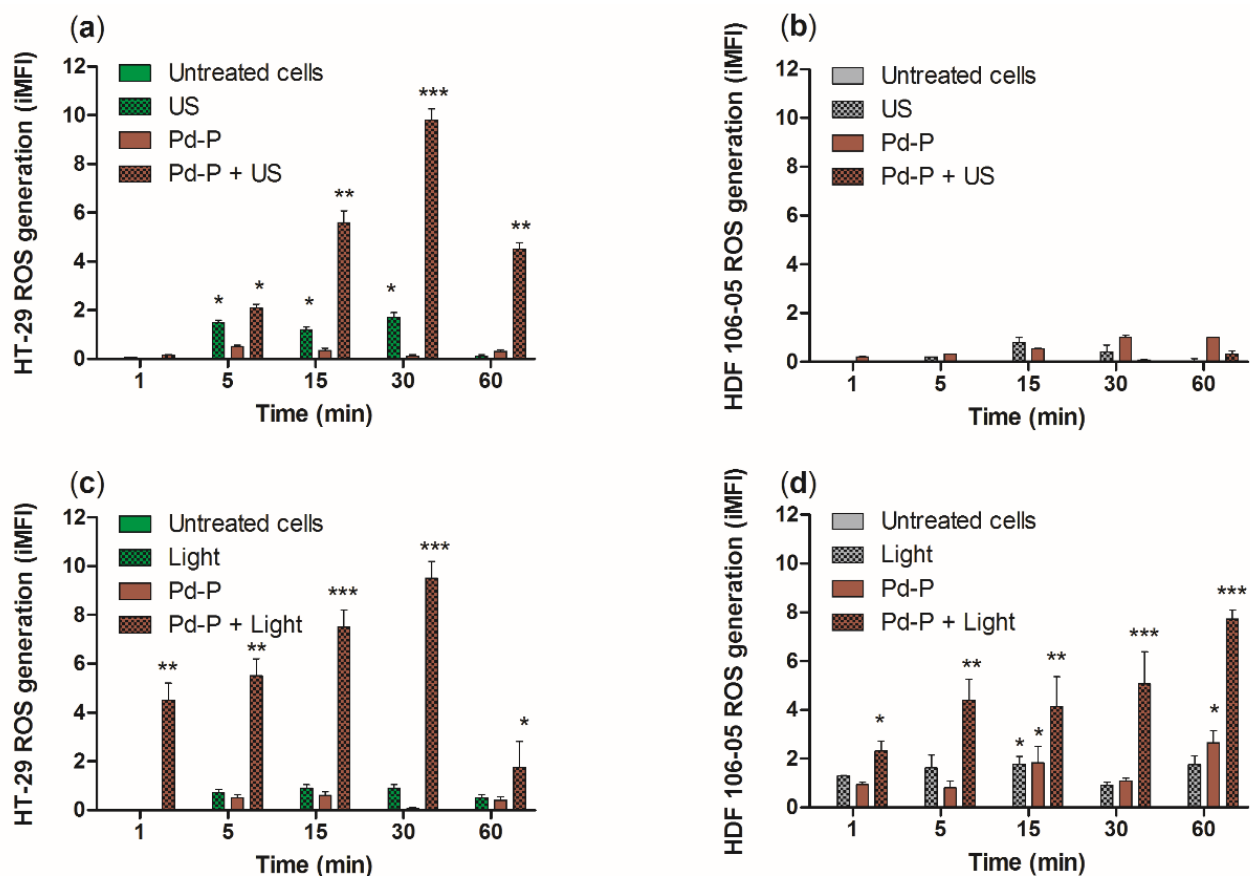 (a)
HT-29 ROS generation (iMFI)
12
10
8
6
4
2
0
Untreated cells
US
Pd-P
Pd-P + US
* * * ** * *** **
1 5 15 30 60
Time (min)
(b)
HDF 106-05 ROS generation (iMFI)
12
10
8
6
4
2
0
Untreated cells
US
Pd-P
Pd-P + US
1 5 15 30 60
Time (min)
(c)
HT-29 ROS generation (iMFI)
12
10
8
6
4
2
0
Untreated cells
Light
Pd-P
Pd-P + Light
** ** *** *** *
1 5 15 30 60
Time (min)
(d)
HDF 106-05 ROS generation (iMFI)
12
10
8
6
4
2
0
Untreated cells
Light
Pd-P
Pd-P + Light
* ** * * ** *** * ***
1 5 15 30 60
Time (min)